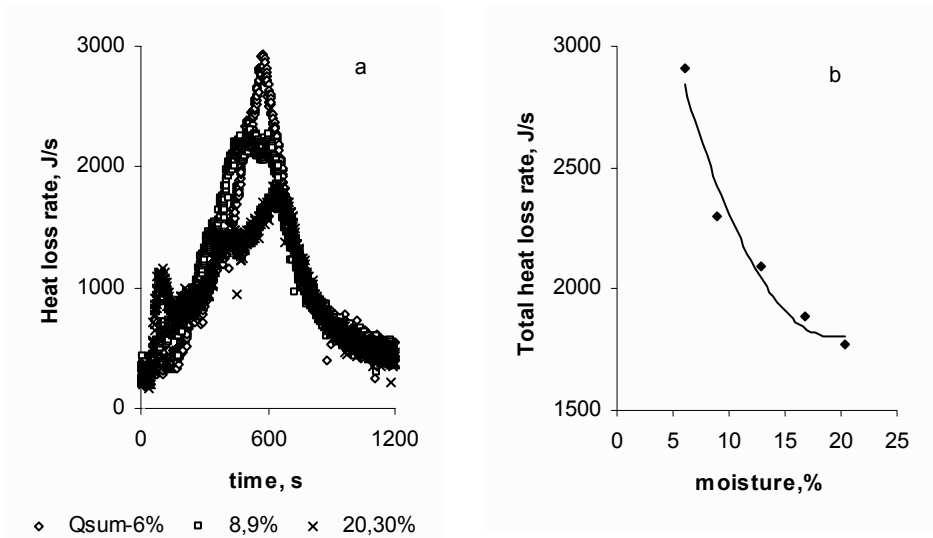 3000
2000
1000
0
0
600
1200
Heat loss rate, J/s
time, s
a
Qsum-6%
8,9%
20,30%
3000
2500
2000
1500
0
5
10
15
20
25
Total heat loss rate, J/s
moisture,%
b